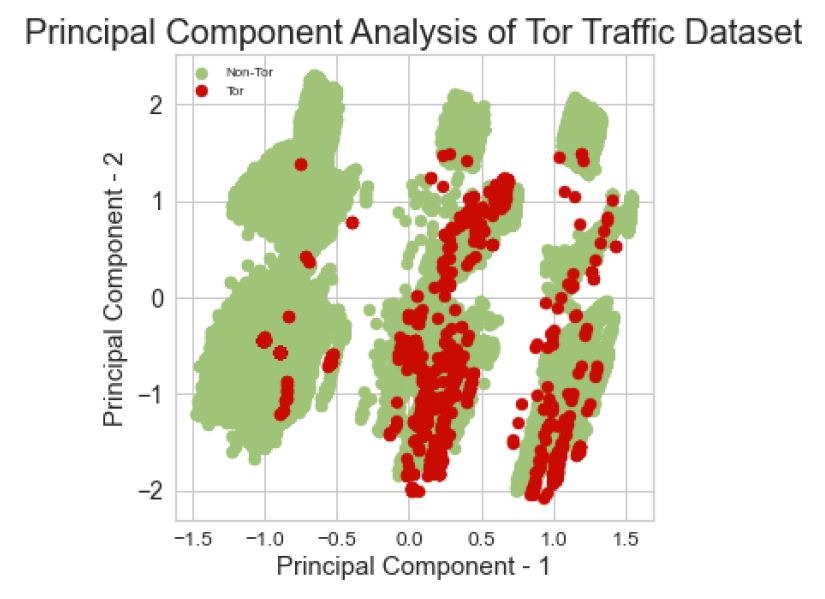 Principal Component Analysis of Tor Traffic Dataset
Non-Tor
Tor
2
1
0
−1
−2
Principal Component - 2
−1.5 −1.0 −0.5 0.0 0.5 1.0 1.5
Principal Component - 1